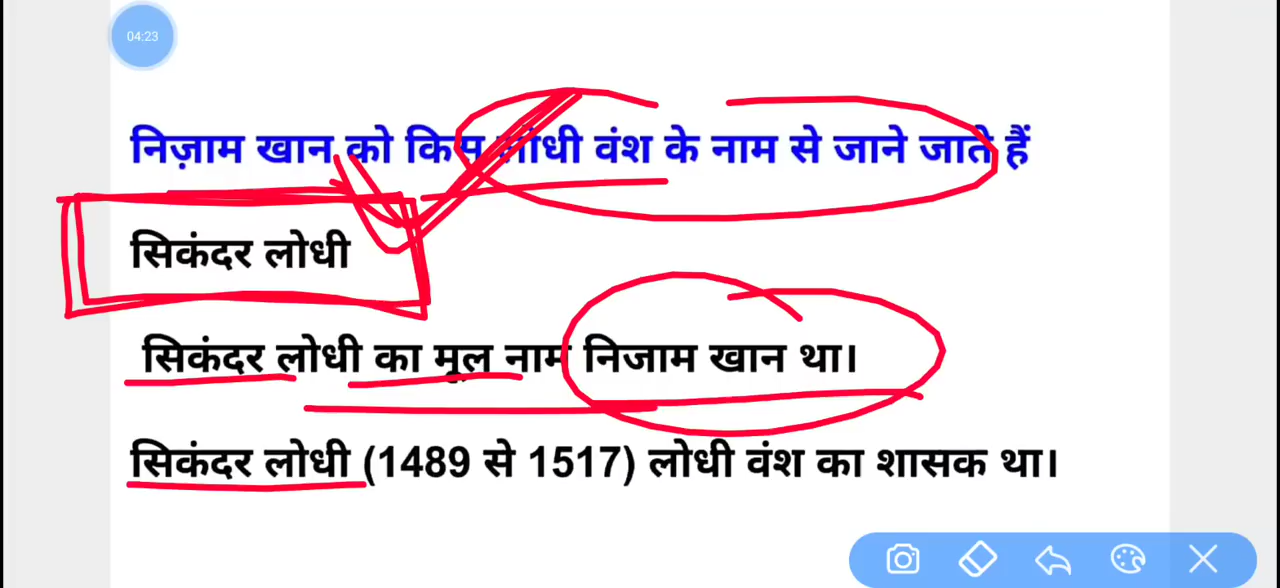 04:23
निज़ाम खान को किस लोधी वंश के नाम से जाने जाते हैं
सिकंदर लोधी
सिकंदर लोधी का मूल नाम निजाम खान था।
सिकंदर लोधी (1489 से 1517) लोधी वंश का शासक था।